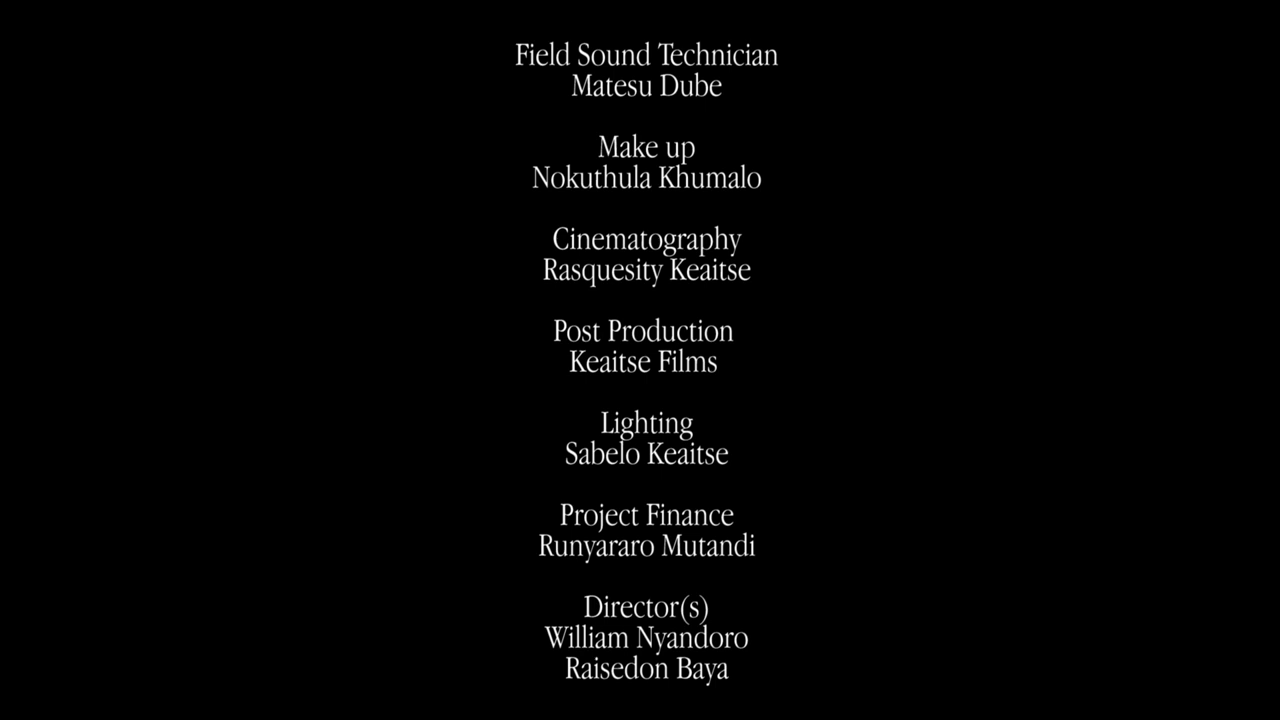 Field Sound Technician
Matesu Dube
Make up
Nokuthula Khumalo
Cinematography
Rasquesity Keaitse
Post Production
Keaitse Films
Lighting
Sabelo Keaitse
Project Finance
Runyararo Mutandi
Director(s)
William Nyandoro
Raisedon Baya